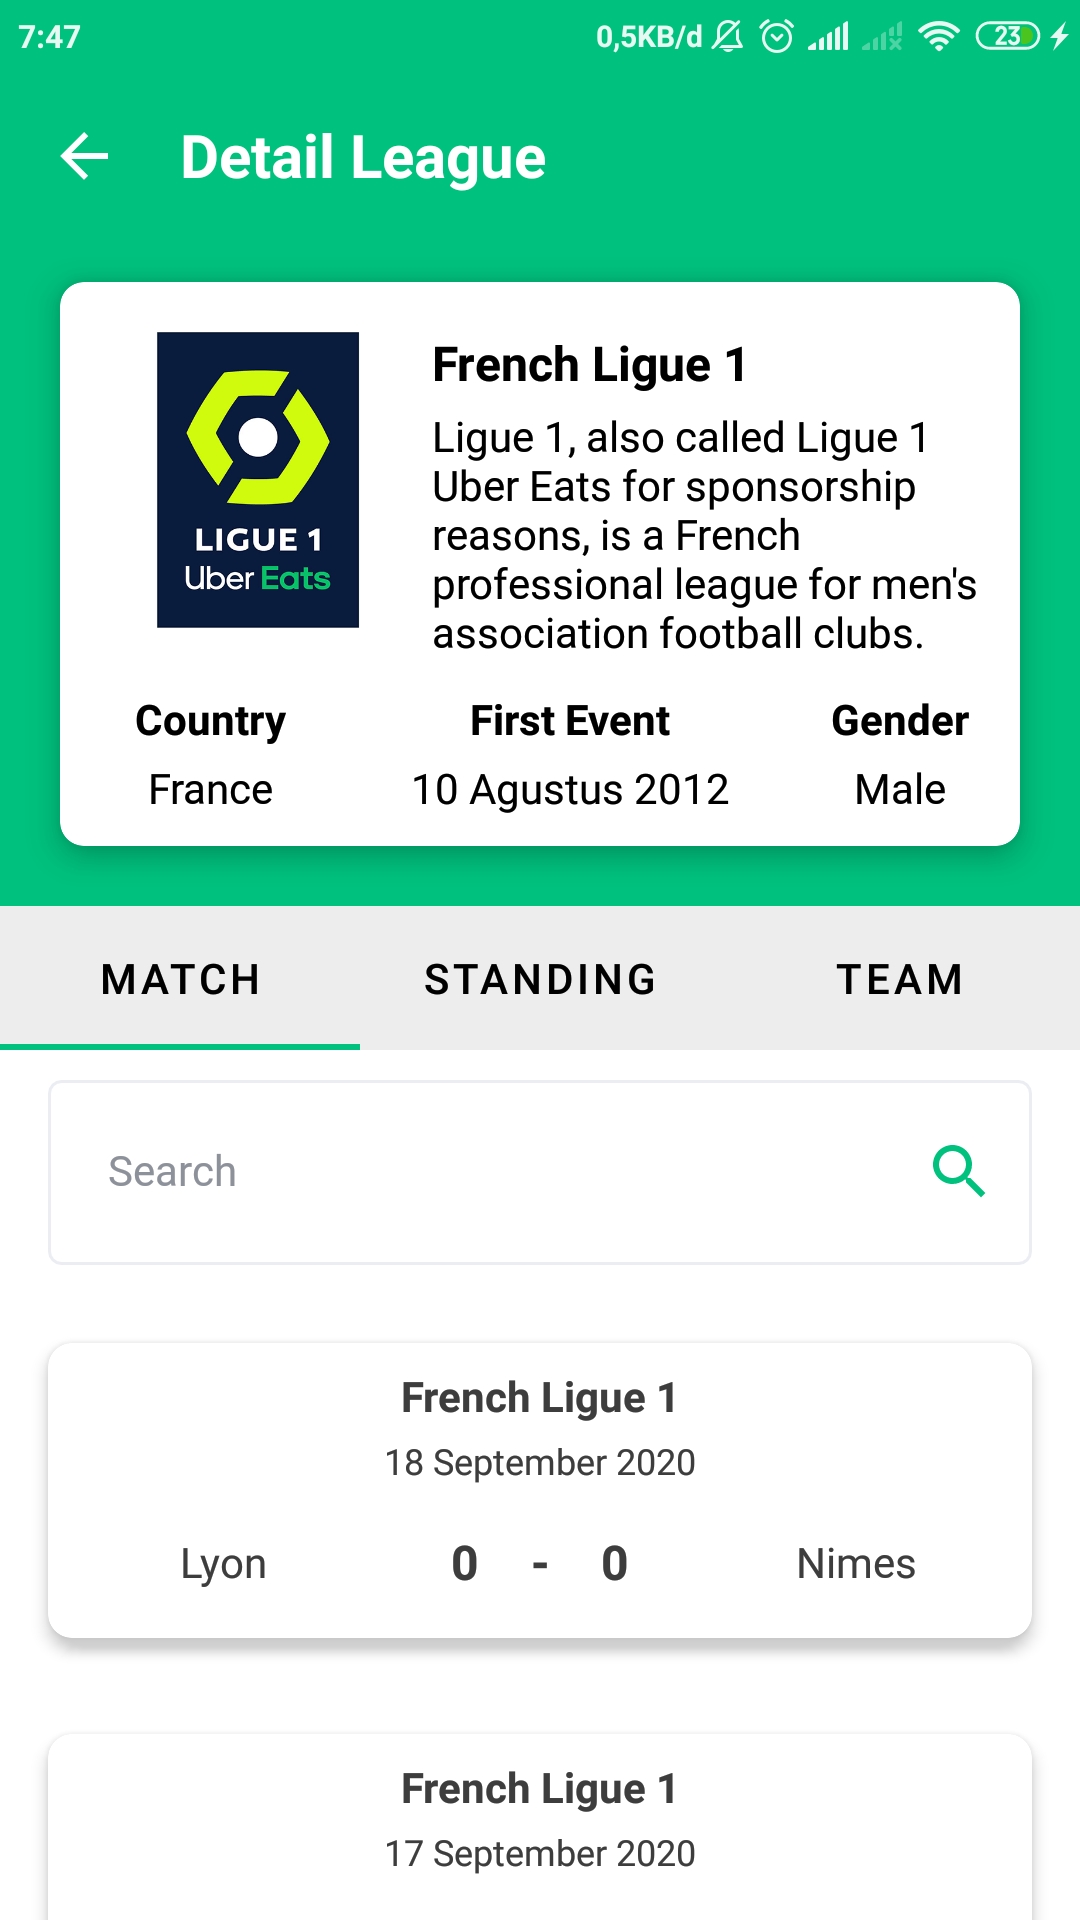 7:47 0,5KB/d 23
Detail League
LIGUE 1
Uber Eats
French Ligue 1
Ligue 1, also called Ligue 1
Uber Eats for sponsorship
reasons, is a French
professional league for men's
association football clubs.
Country First Event Gender
France 10 Agustus 2012 Male
MATCH STANDING TEAM
Search
French Ligue 1
18 September 2020
Lyon 0 - 0 Nimes
French Ligue 1
17 September 2020